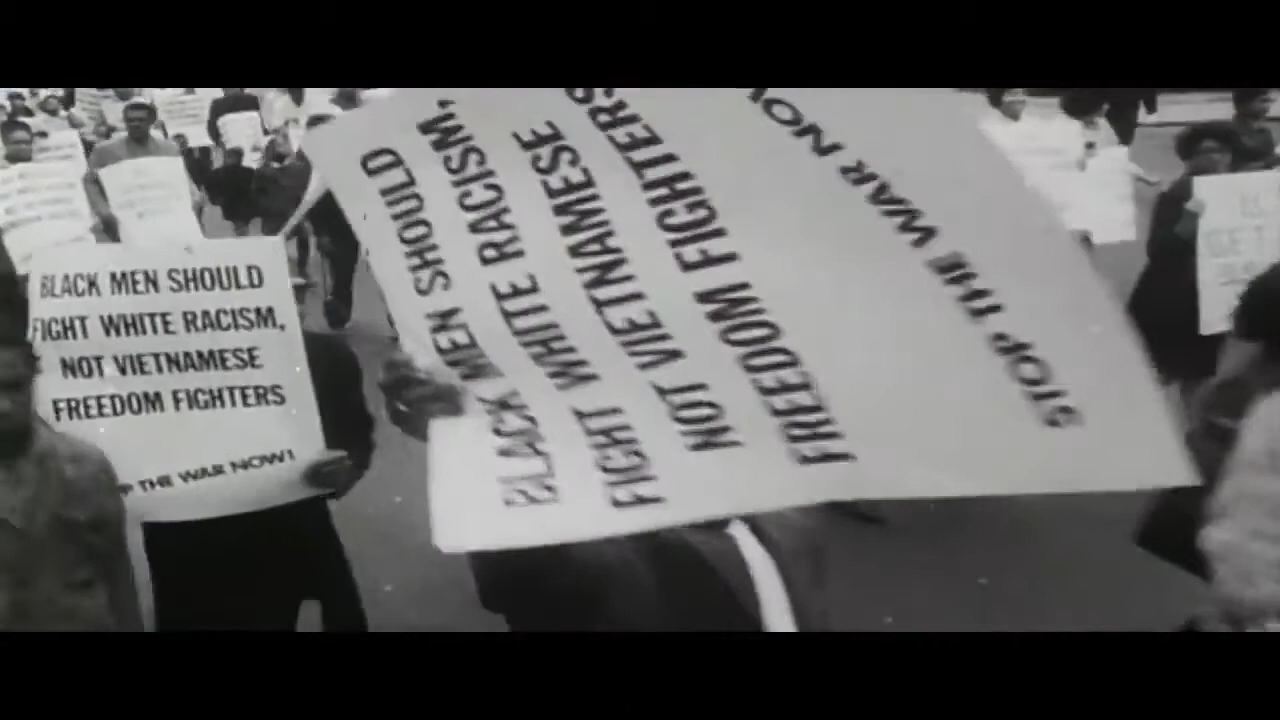 BLACK MEN SHOULD
FIGHT WHITE RACISM,
NOT VIETNAMESE
FREEDOM FIGHTERS
THE WAR NOW!
BLACK MEN SHOULD
FIGHT WHITE RACISM,
NOT VIETNAMESE
FREEDOM FIGHTERS
STOP THE WAR NOW